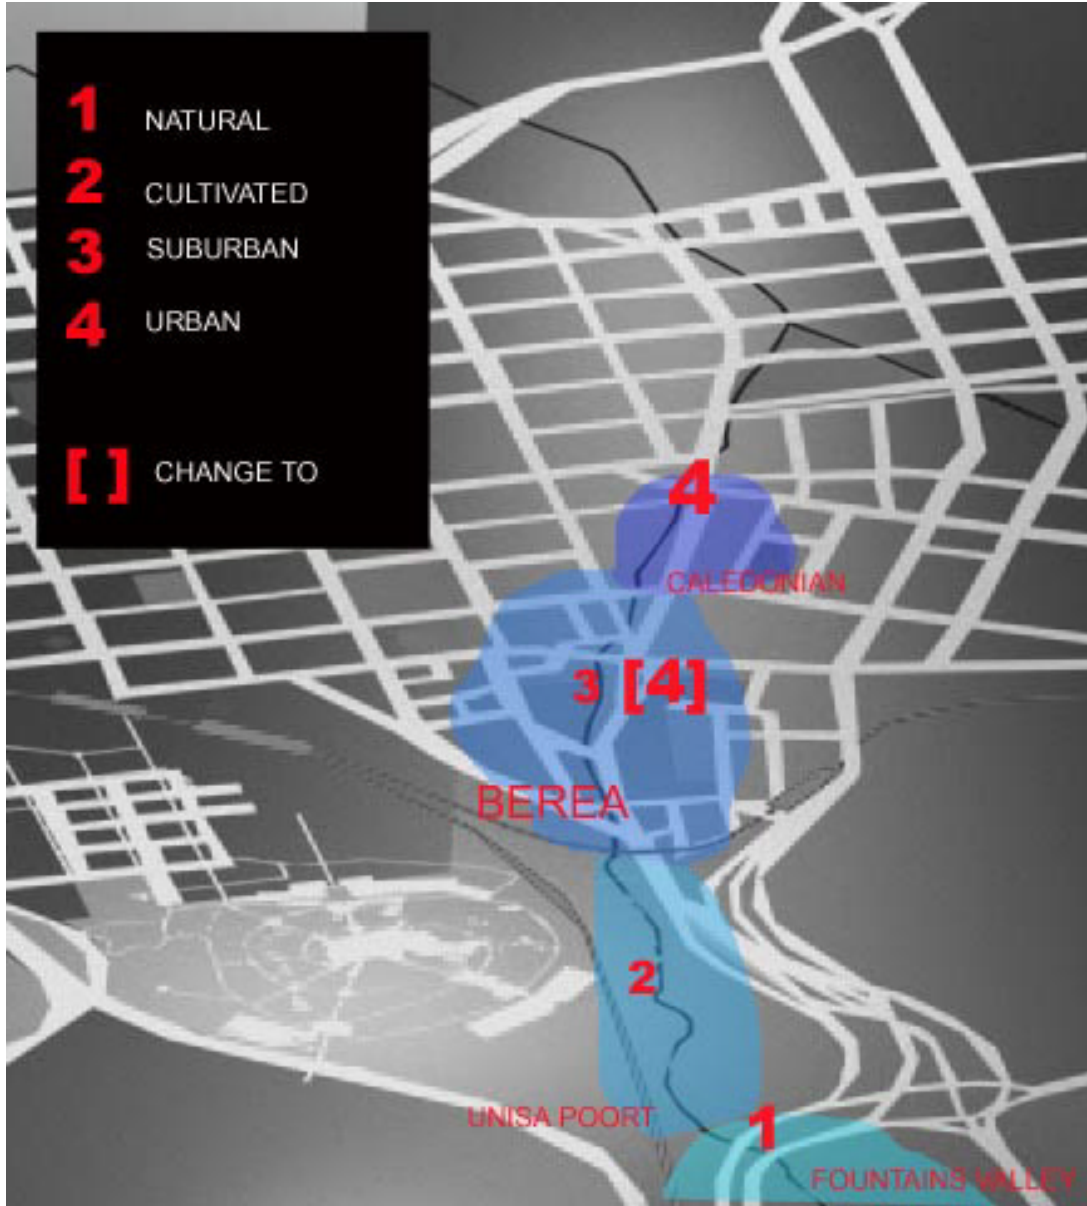 1 NATURAL
2 CULTIVATED
3 SUBURBAN
4 URBAN
[ ] CHANGE TO
4
CALEDONIAN
3 [4]
BEREA
2
UNISA POORT
1
FOUNTAINS VALLEY